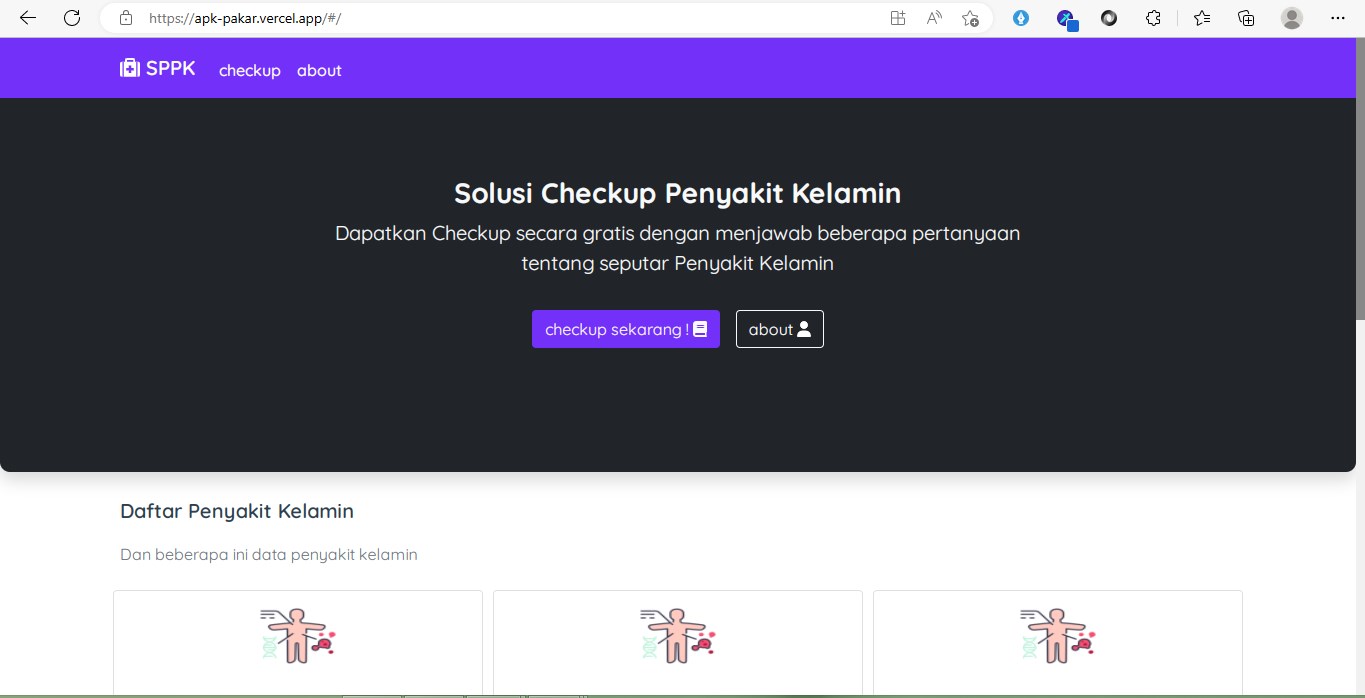 https://apk-pakar.vercel.app/#/
SPPK checkup about
Solusi Checkup Penyakit Kelamin
Dapatkan Checkup secara gratis dengan menjawab beberapa pertanyaan
tentang seputar Penyakit Kelamin
checkup sekarang ! about
Daftar Penyakit Kelamin
Dan beberapa ini data penyakit kelamin